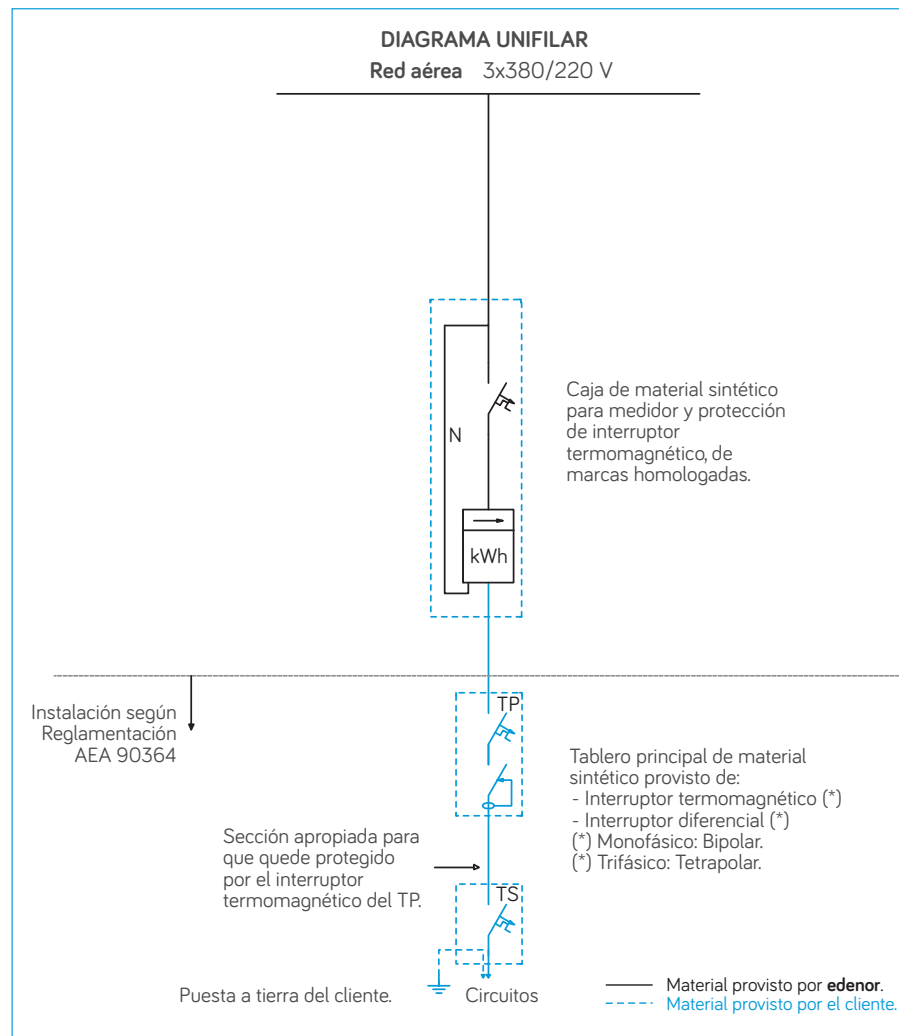 DIAGRAMA UNIFILAR
Red aérea 3x380/220 V
Caja de material sintético
para medidor y protección
de interruptor
termomagnético, de
marcas homologadas.
N
kWh
Instalación según
Reglamentación
AEA 90364
TP
Tablero principal de material
sintético provisto de:
- Interruptor termomagnético (*)
- Interruptor diferencial (*)
(*) Monofásico: Bipolar.
(*) Trifásico: Tetrapolar.
Sección apropiada para
que quede protegido
por el interruptor
termomagnético del TP.
TS
Puesta a tierra del cliente.
Circuitos
Material provisto por edenor.
Material provisto por el cliente.